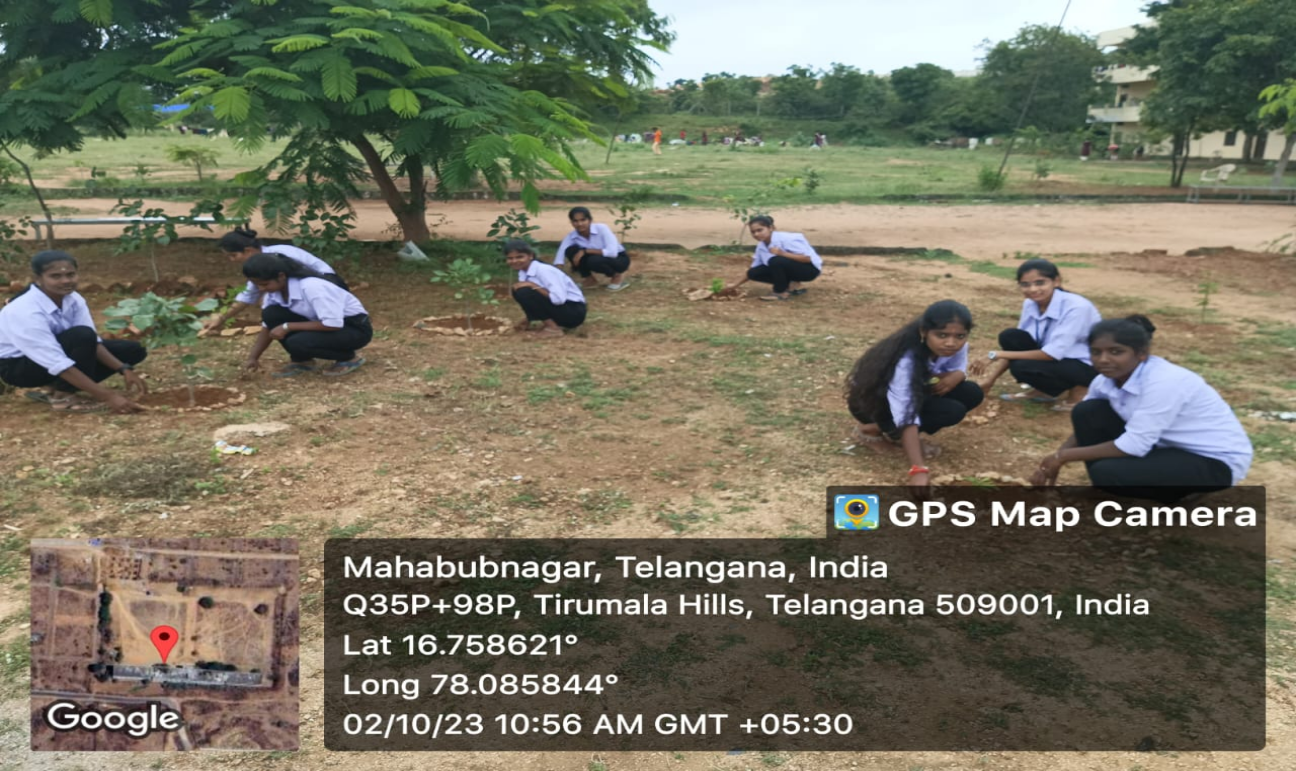 GPS Map Camera
Mahabubnagar, Telangana, India
Q35P+98P, Tirumala Hills, Telangana 509001, India
Lat 16.758621°
Long 78.085844°
02/10/23 10:56 AM GMT +05:30
Google